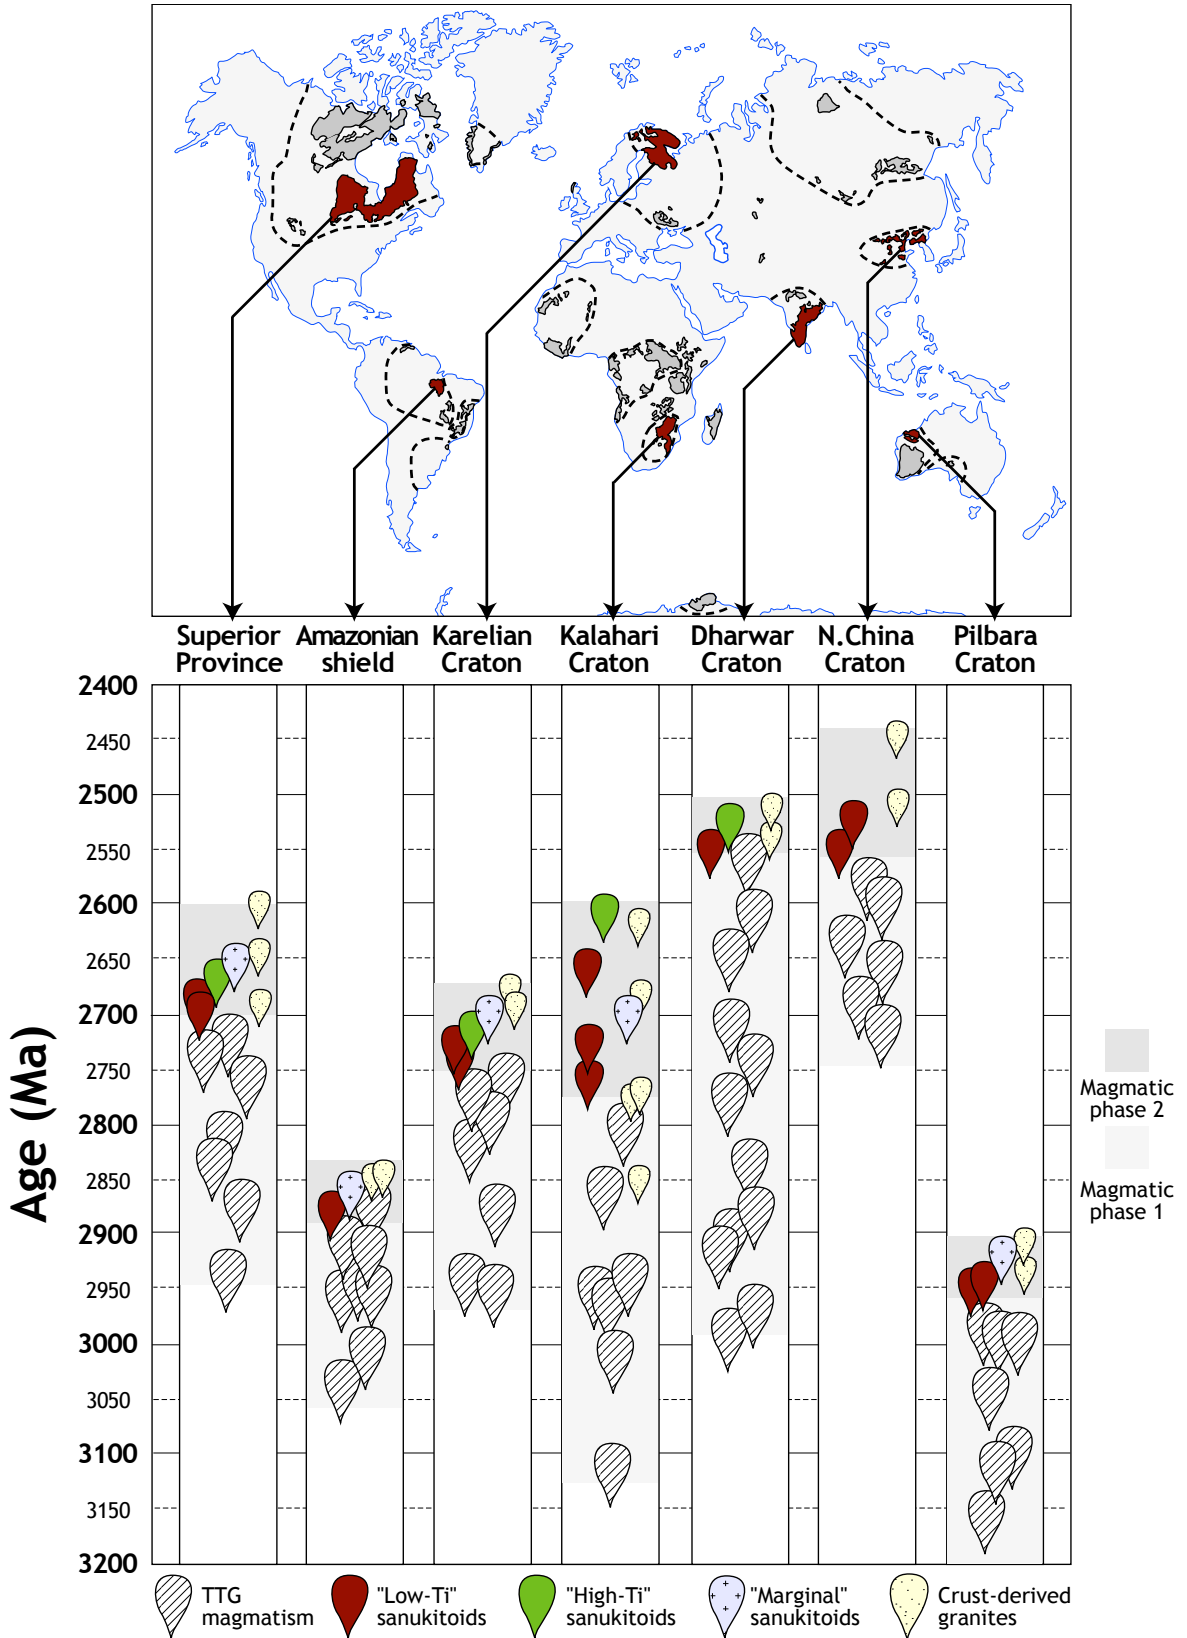 Superior
Province
Amazonian
shield
Karelian
Craton
Kalahari
Craton
Dharwar
Craton
N.China
Craton
Pilbara
Craton
Age (Ma)
2400
2450
2500
2550
2600
2650
2700
2750
2800
2850
2900
2950
3000
3050
3100
3150
3200
Magmatic
phase 2
Magmatic
phase 1
TTG
magmatism
"Low-Ti"
sanukitoids
"High-Ti"
sanukitoids
"Marginal"
sanukitoids
Crust-derived
granites